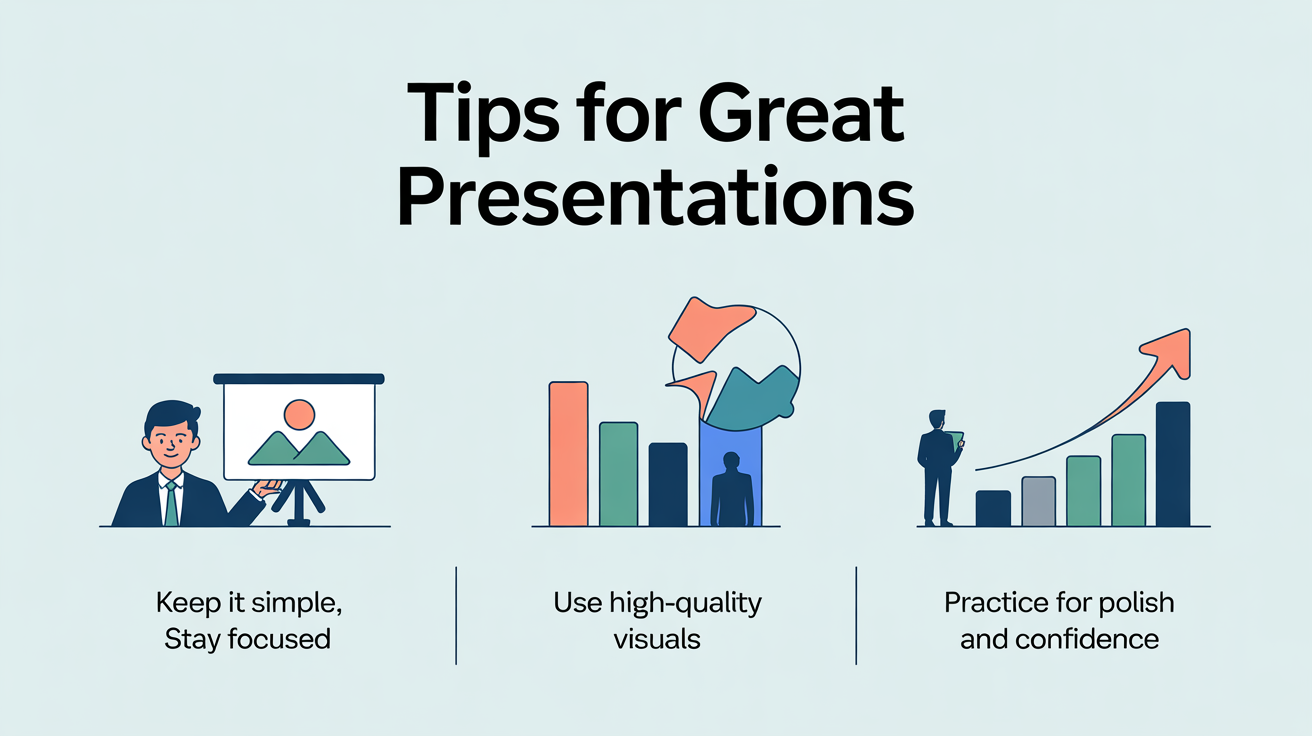 Tips for Great
Presentations
Keep it simple,
Stay focused
Use high-quality
visuals
Practice for polish
and confidence